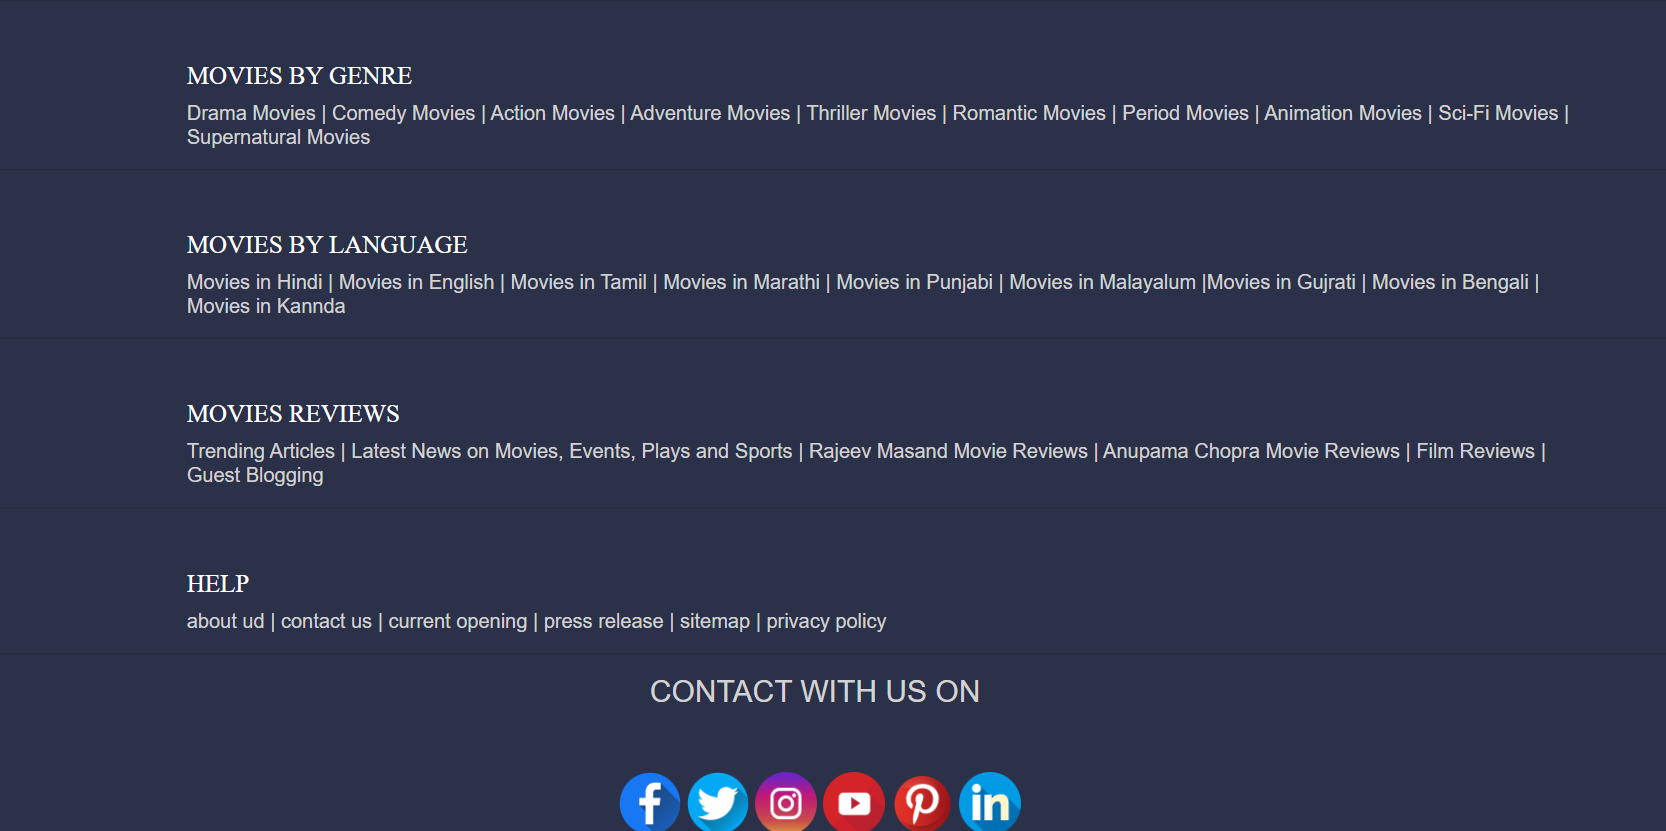 MOVIES BY GENRE
Drama Movies | Comedy Movies | Action Movies | Adventure Movies | Thriller Movies | Romantic Movies | Period Movies | Animation Movies | Sci-Fi Movies |
Supernatural Movies
MOVIES BY LANGUAGE
Movies in Hindi | Movies in English | Movies in Tamil | Movies in Marathi | Movies in Punjabi | Movies in Malayalum |Movies in Gujrati | Movies in Bengali |
Movies in Kannda
MOVIES REVIEWS
Trending Articles | Latest News on Movies, Events, Plays and Sports | Rajeev Masand Movie Reviews | Anupama Chopra Movie Reviews | Film Reviews |
Guest Blogging
HELP
about ud | contact us | current opening | press release | sitemap | privacy policy
CONTACT WITH US ON